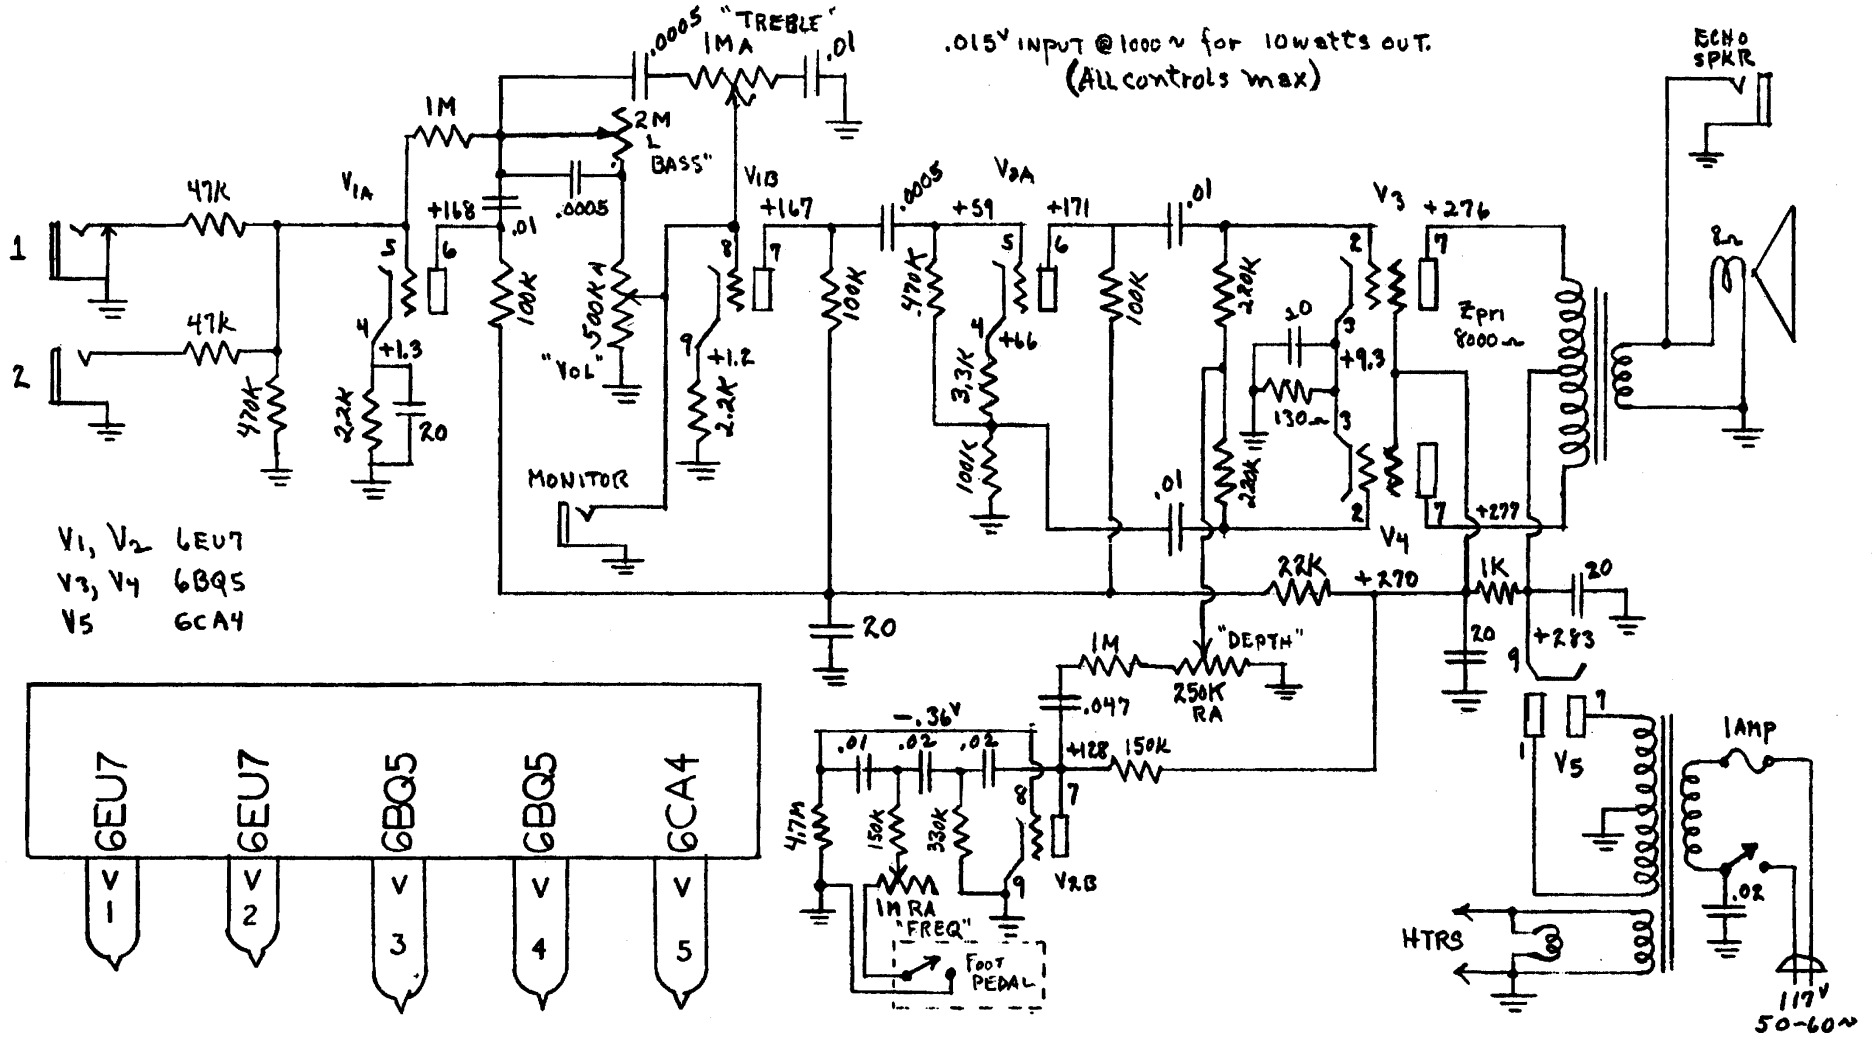 "TREBLE"
.0005
1MA
.01
.015V INPUT @ 1000~ for 10watts OUT.
(All controls max)
ECHO
SPKR
1M
2M
L
BASS"
47K
V1A
+168
.01
.0005
V1B
+167
.0005
+59
V2A
+171
.01
V3
+276
8Ω
1
5
6
8
7
5
6
2
7
47K
100K
500KA
100K
.470K
100K
220K
20
3
Zpri
8000Ω
4
+1.3
9
+1.2
4
+66
+9.3
2
"VOL"
3.3K
130Ω
3
470K
2.2K
20
2.2K
100K
220K
MONITOR
.01
2
7
+277
V4
V1, V2 6EU7
V3, V4 6BQ5
V5 6CA4
22K
+270
1K
20
20
1M
"DEPTH"
20
+283
9
250K
RA
.047
-.36V
7
.01
.02
.02
+128
150K
1
V5
1AMP
8
7
4.7M
150K
330K
9
V2B
1M RA
"FREQ"
.02
HTRS
FOOT
PEDAL
117V
50-60~
6EU7
6EU7
6BQ5
6BQ5
6CA4
V
1
V
2
V
3
V
4
V
5